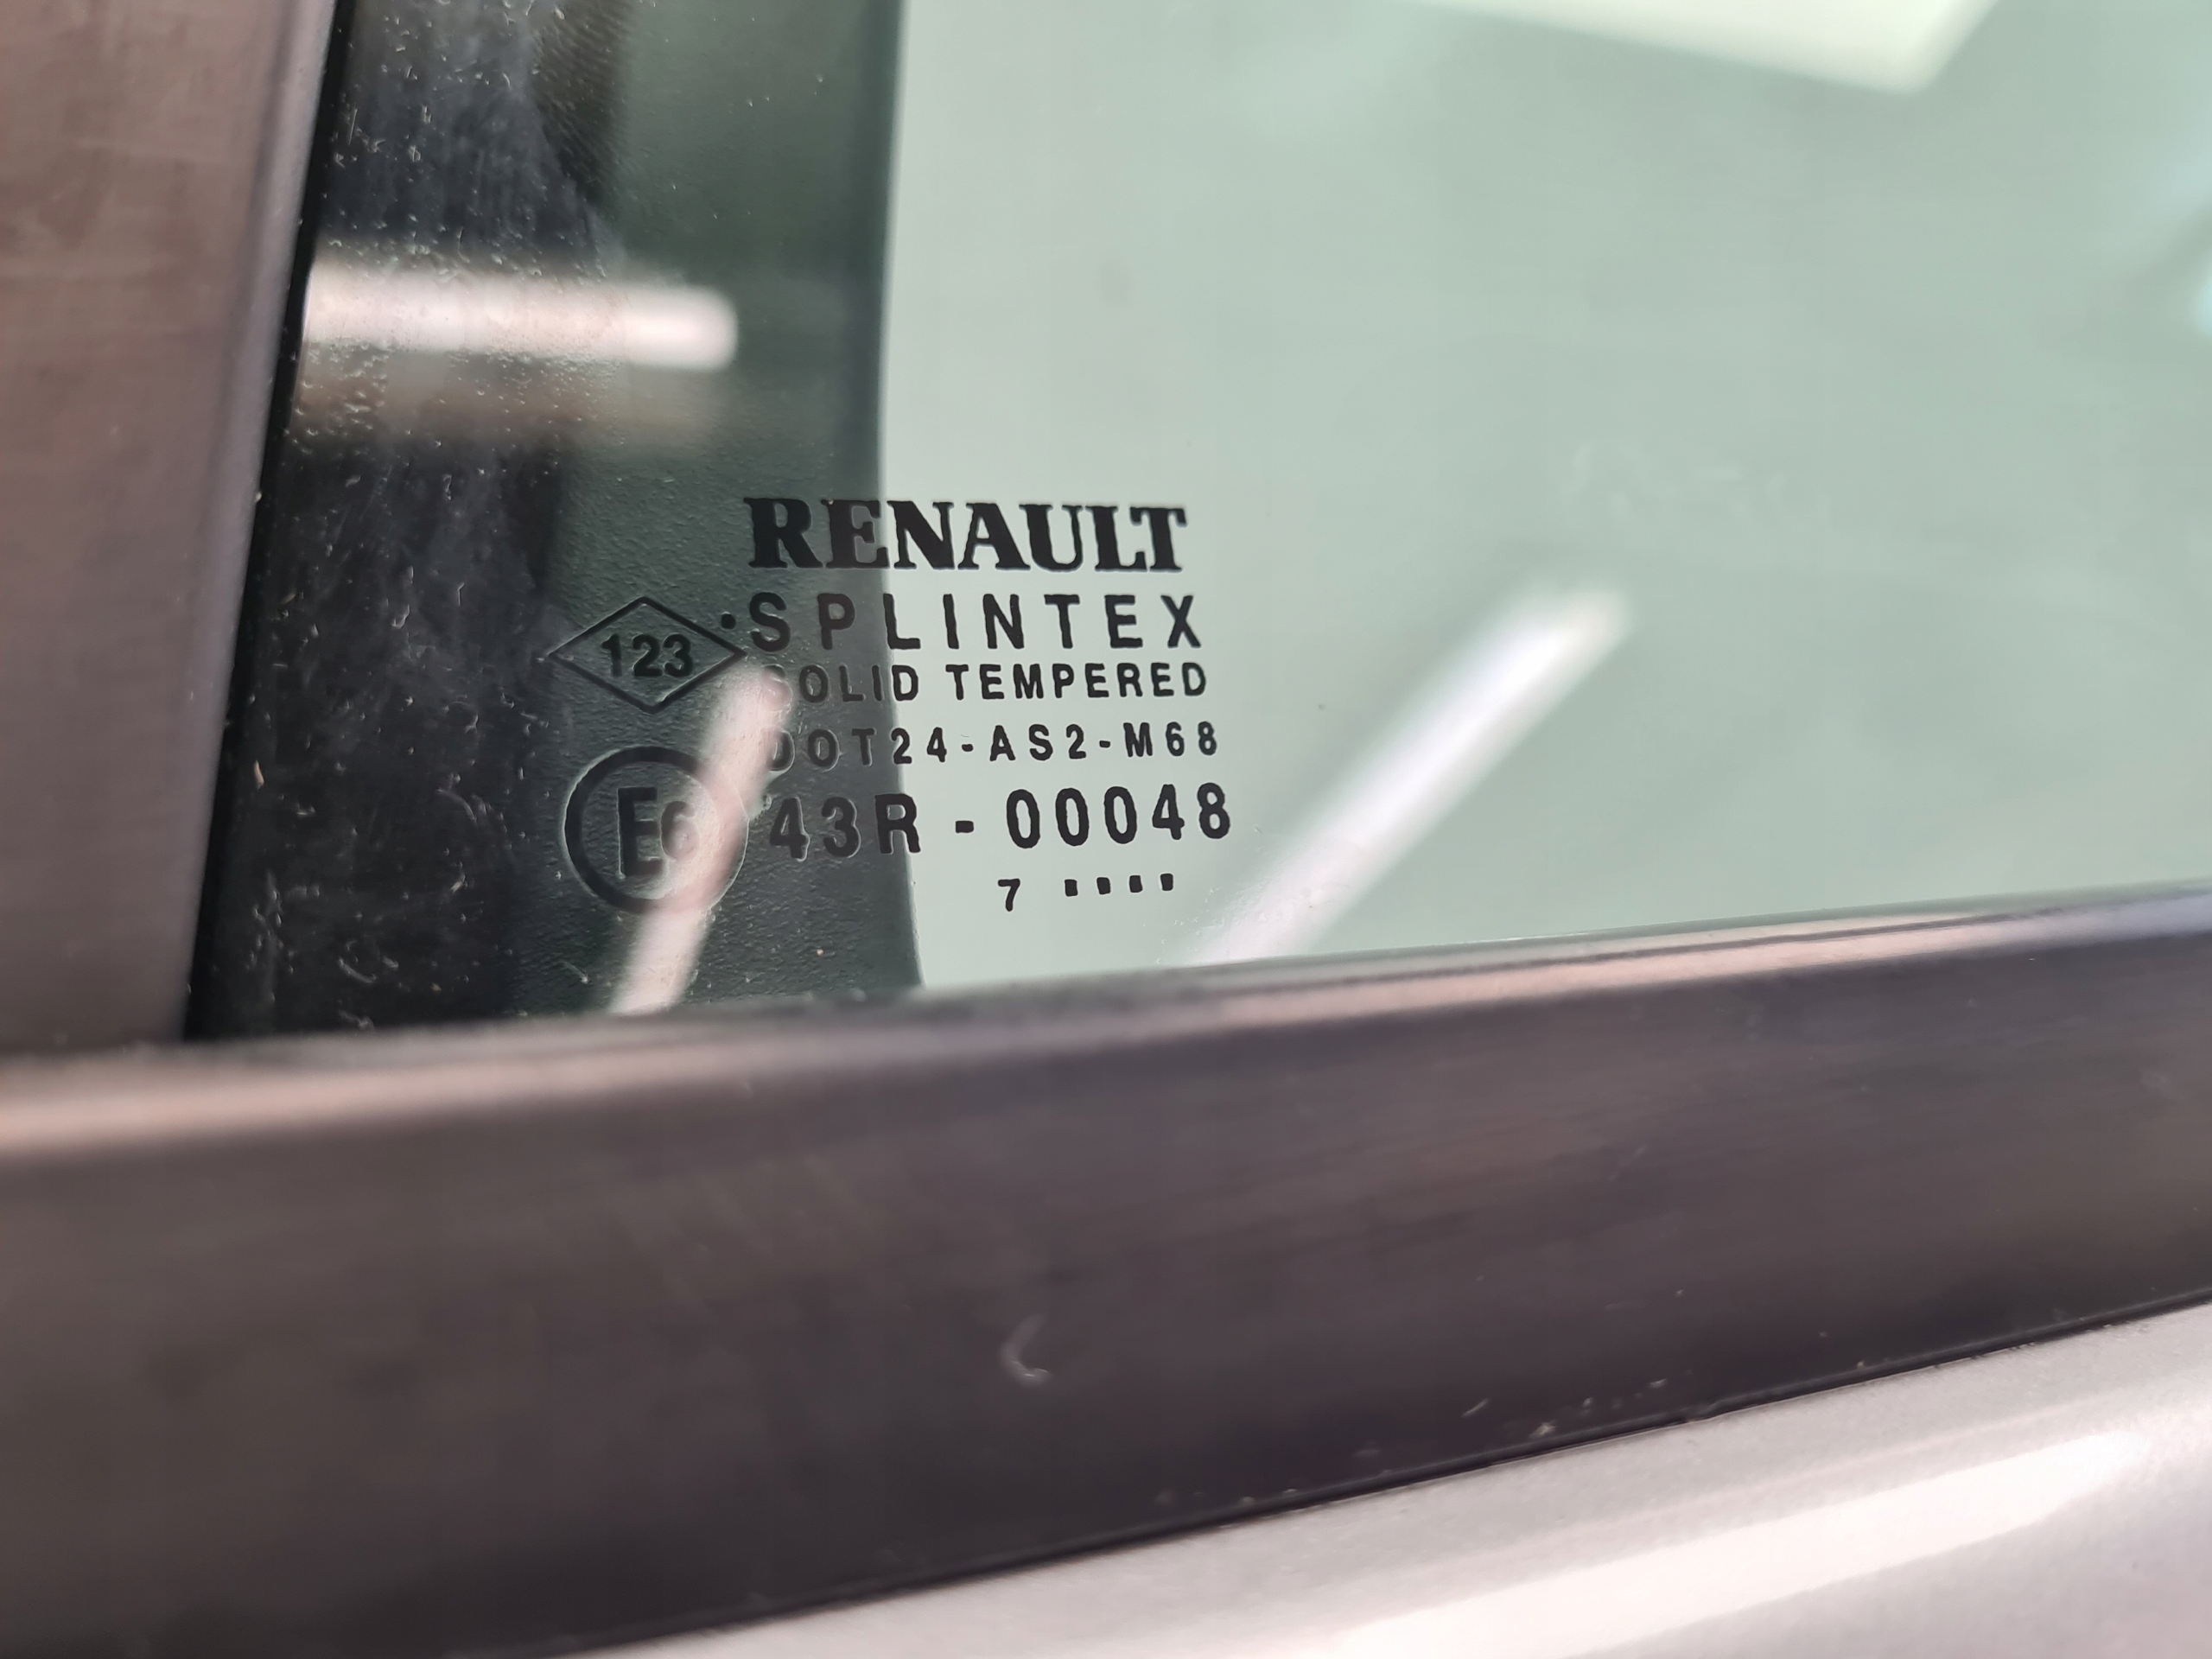 RENAULT
123
SPLINTEX
SOLID TEMPERED
DOT24-AS2-M68
E6 43R - 00048
7 ....